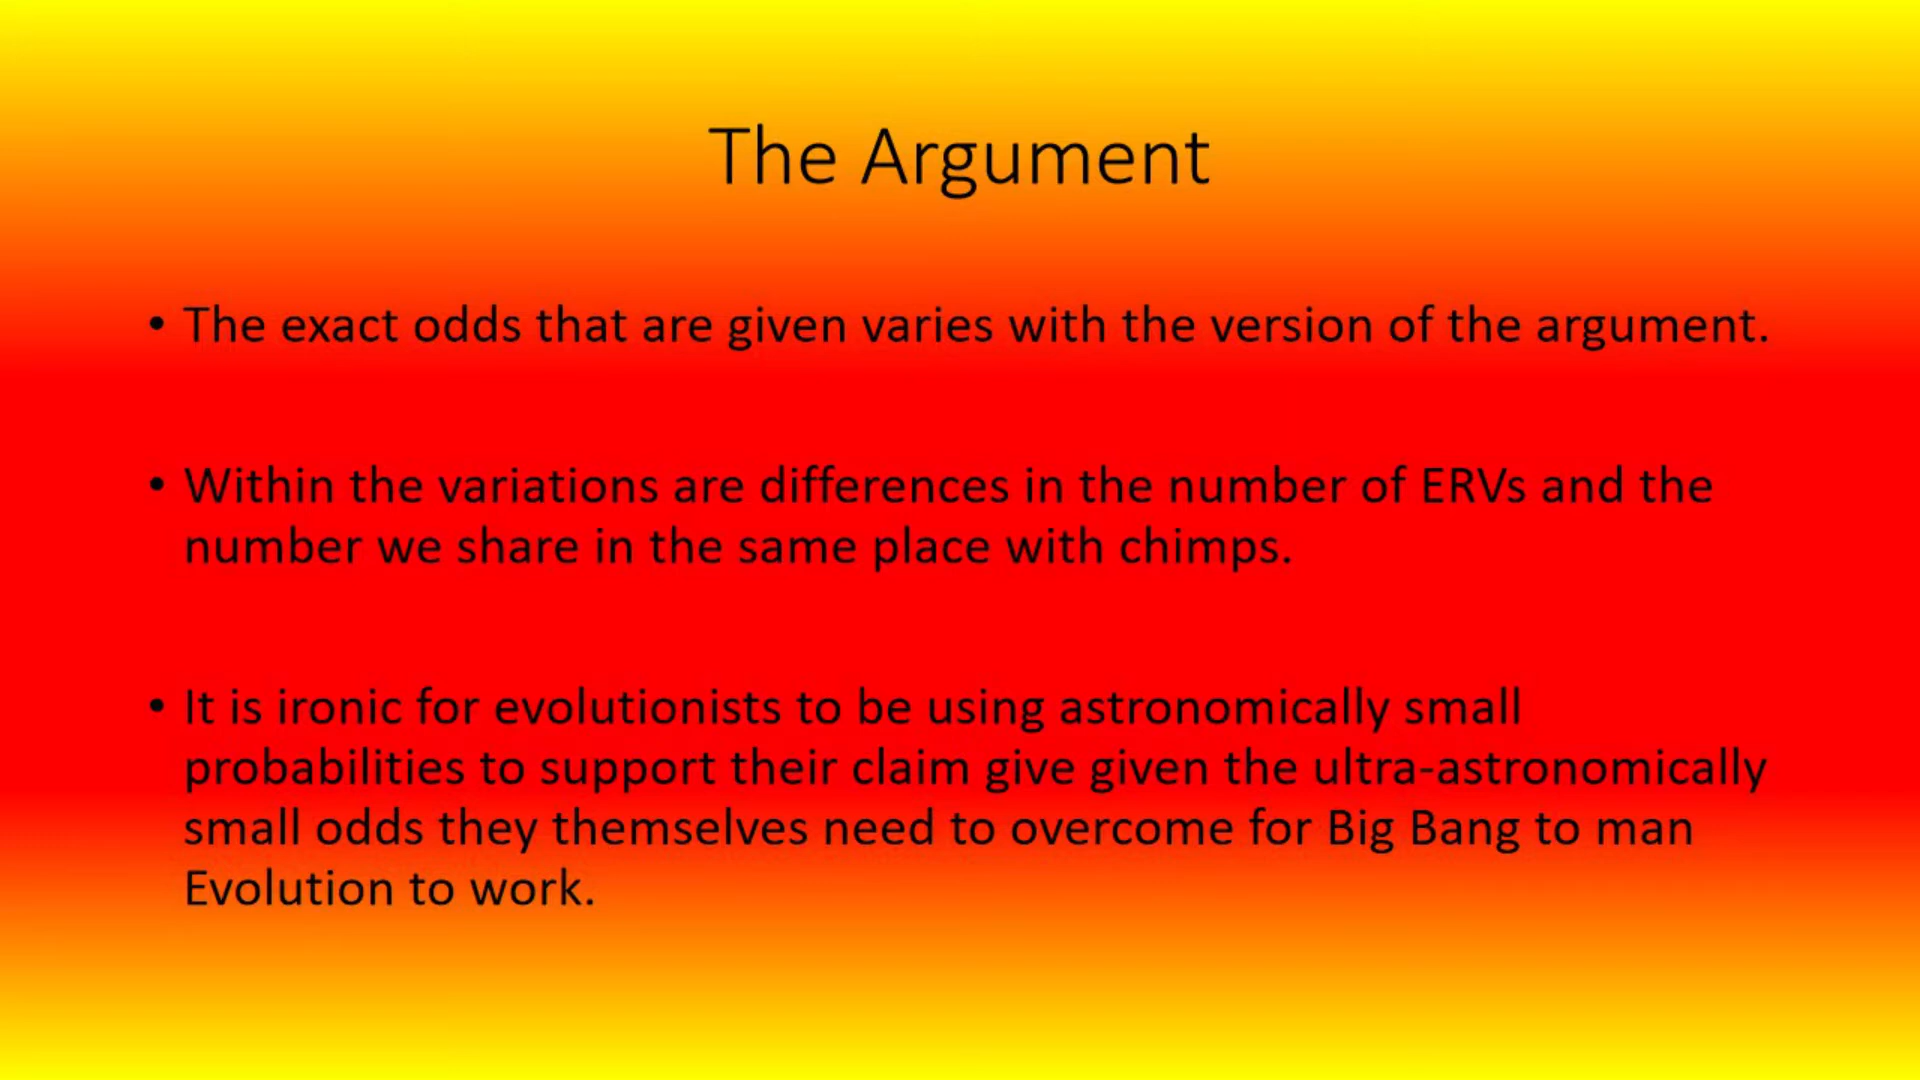 The Argument
• The exact odds that are given varies with the version of the argument.
• Within the variations are differences in the number of ERVs and the
number we share in the same place with chimps.
• It is ironic for evolutionists to be using astronomically small
probabilities to support their claim give given the ultra-astronomically
small odds they themselves need to overcome for Big Bang to man
Evolution to work.